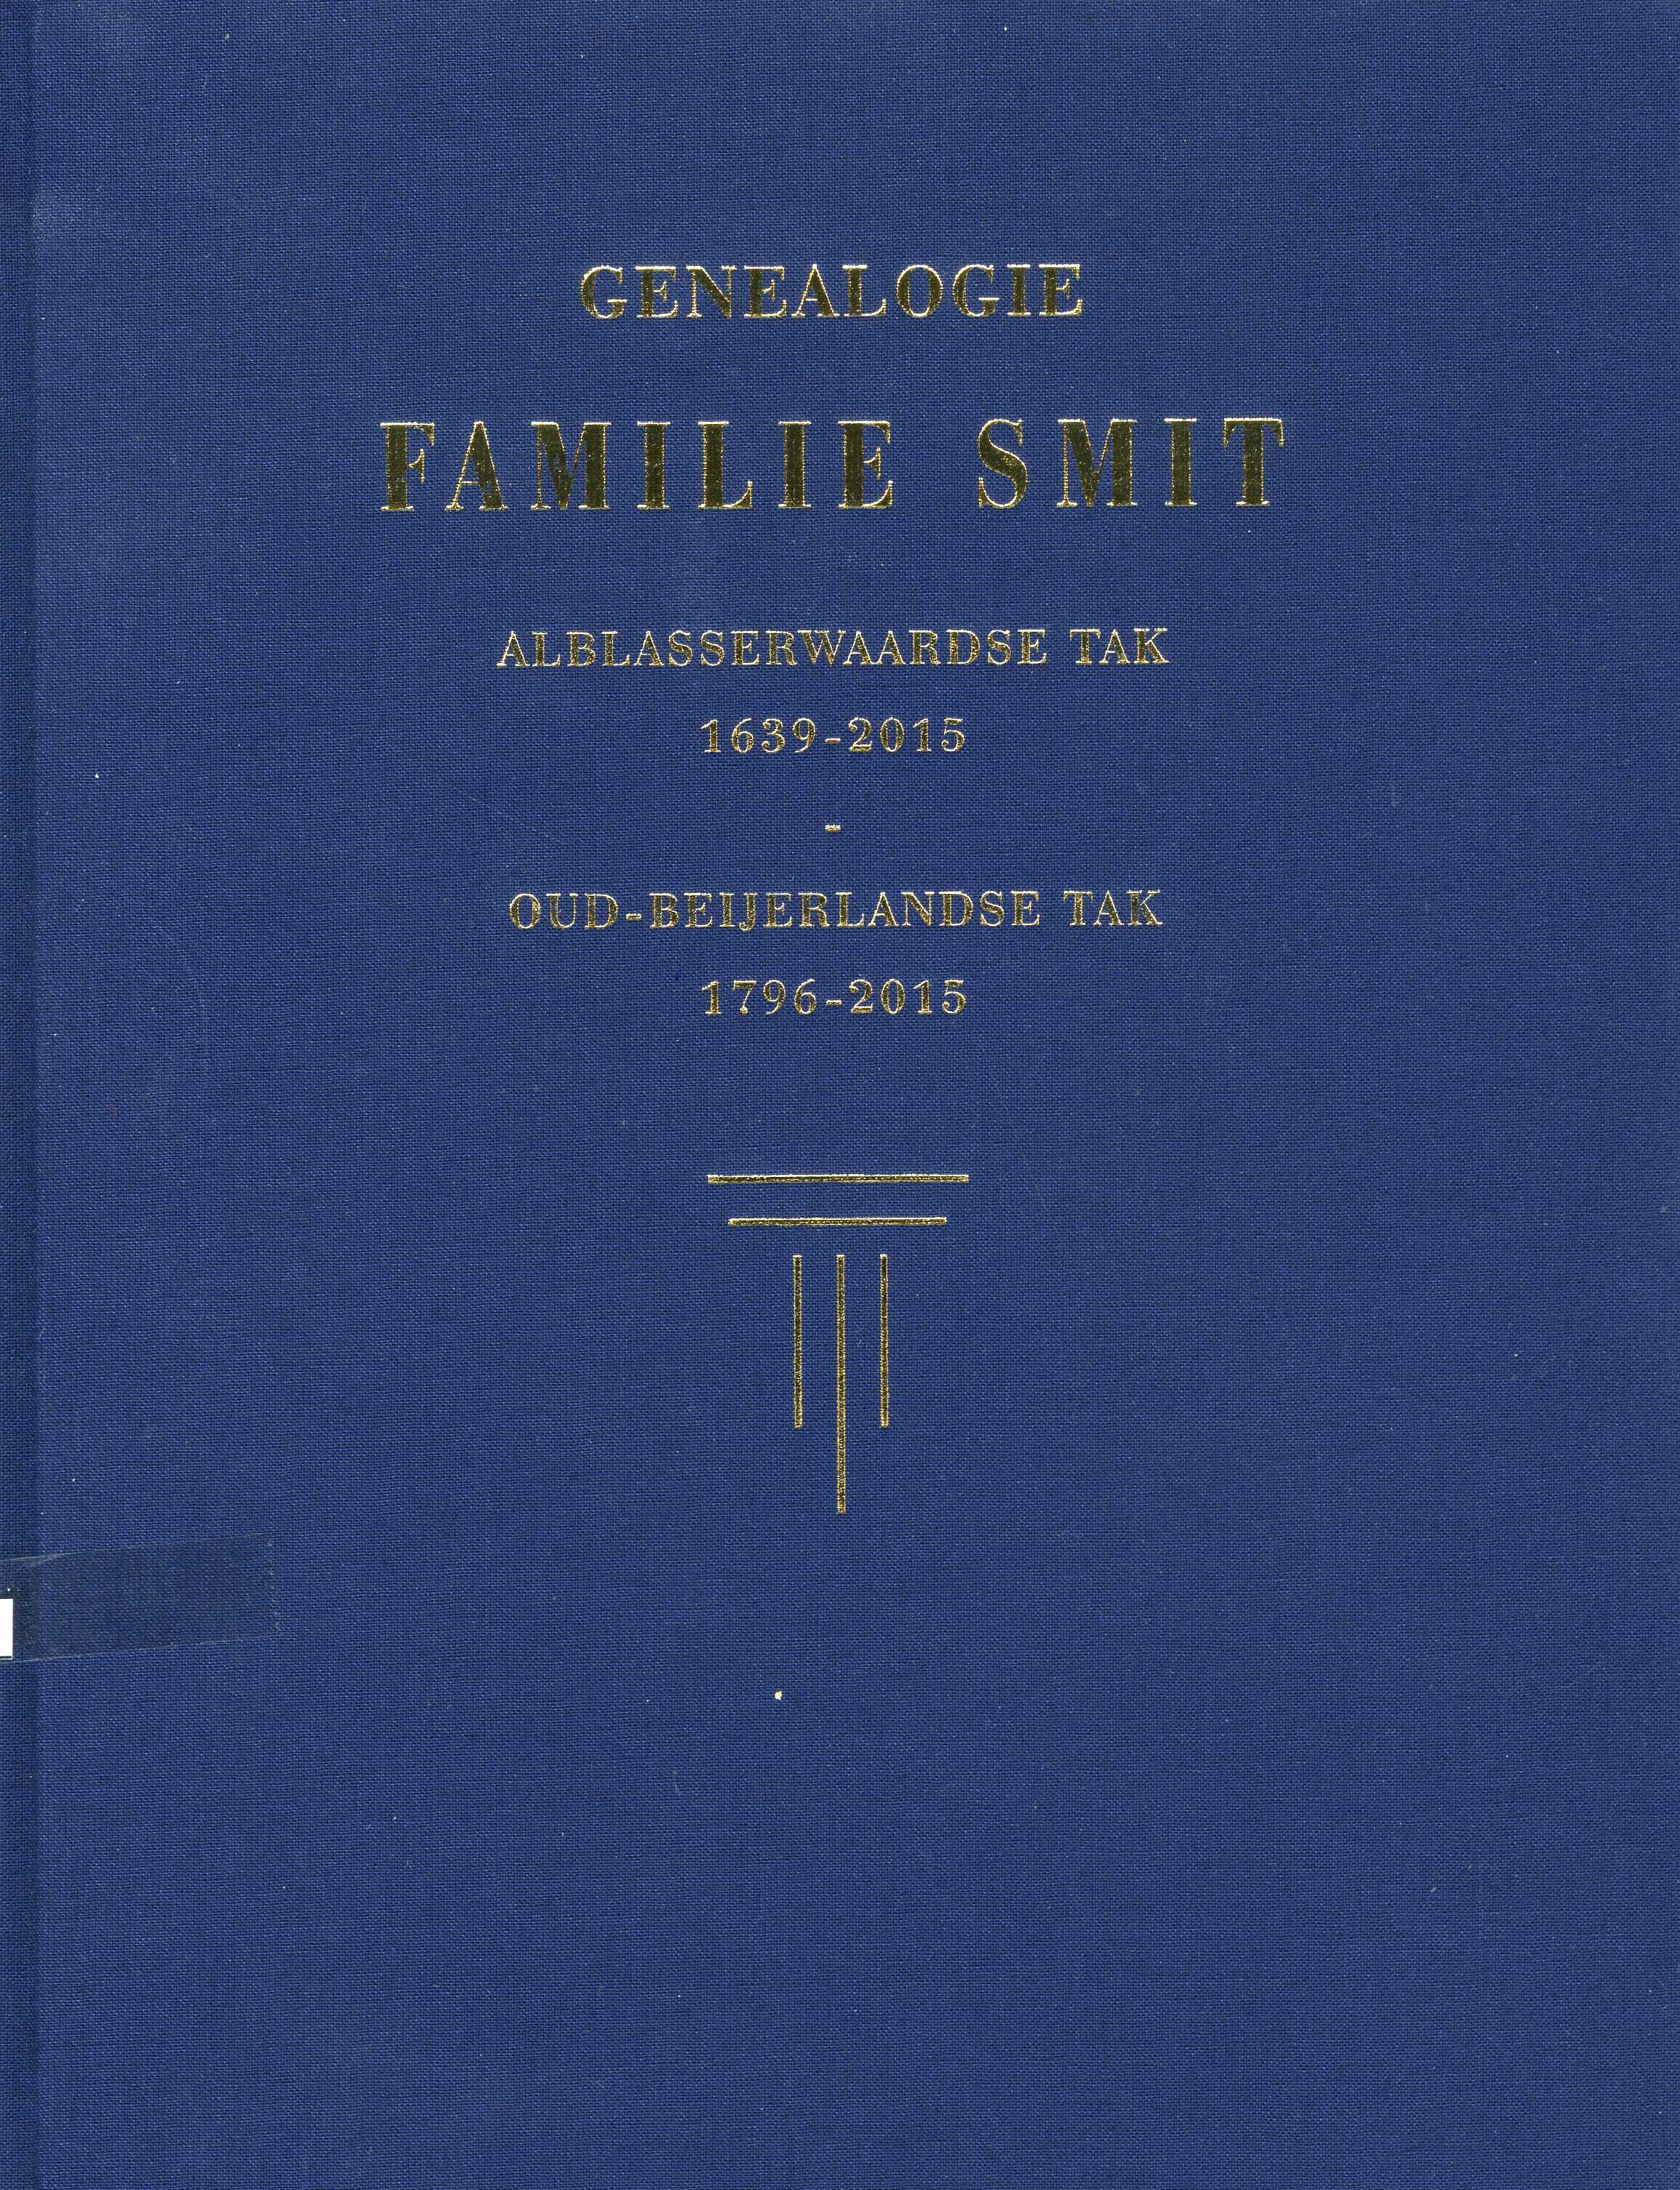 GENEALOGIE
FAMILIE SMIT
ALBLASSERWAARDSE TAK
1639-2015
-
OUD-BEIJERLANDSE TAK
1796-2015